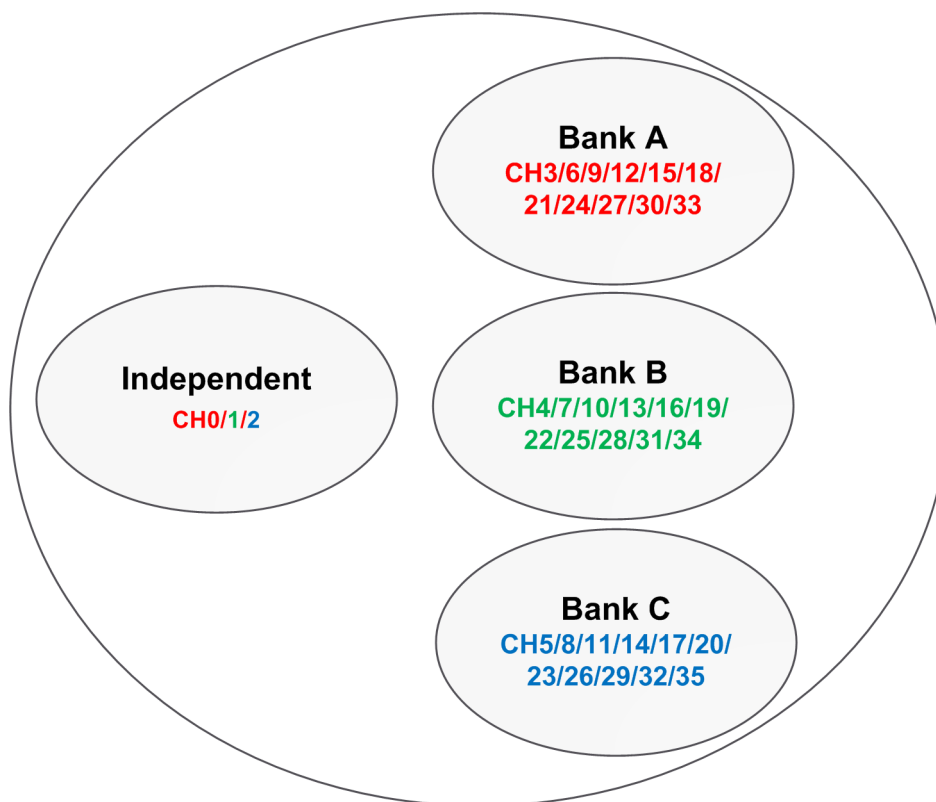 Bank A
CH3/6/9/12/15/18/
21/24/27/30/33
Independent
CH0/1/2
Bank B
CH4/7/10/13/16/19/
22/25/28/31/34
Bank C
CH5/8/11/14/17/20/
23/26/29/32/35